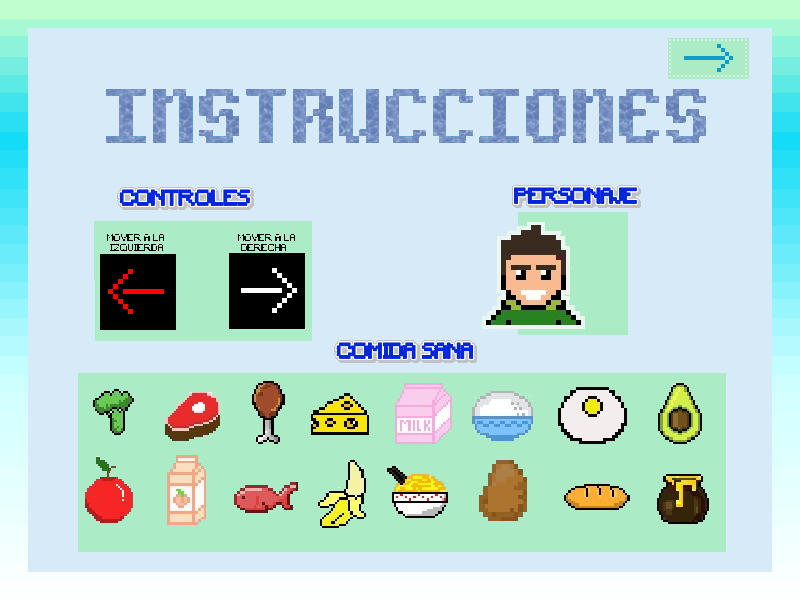 INSTRUCCIONES
CONTROLES
PERSONAJE
MOVER A LA
IZQUIERDA
MOVER A LA
DERECHA
COMIDA SANA
MILK